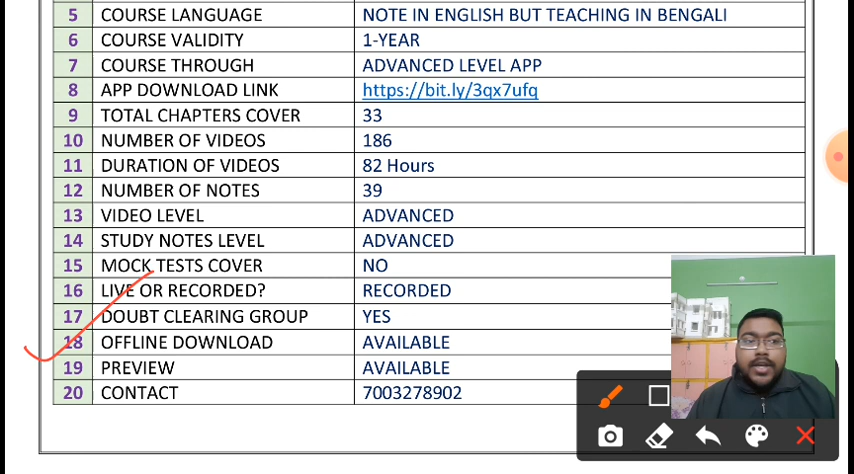 5 COURSE LANGUAGE NOTE IN ENGLISH BUT TEACHING IN BENGALI
6 COURSE VALIDITY 1-YEAR
7 COURSE THROUGH ADVANCED LEVEL APP
8 APP DOWNLOAD LINK https://bit.ly/3qx7ufq
9 TOTAL CHAPTERS COVER 33
10 NUMBER OF VIDEOS 186
11 DURATION OF VIDEOS 82 Hours
12 NUMBER OF NOTES 39
13 VIDEO LEVEL ADVANCED
14 STUDY NOTES LEVEL ADVANCED
15 MOCK TESTS COVER NO
16 LIVE OR RECORDED? RECORDED
17 DOUBT CLEARING GROUP YES
18 OFFLINE DOWNLOAD AVAILABLE
19 PREVIEW AVAILABLE
20 CONTACT 7003278902